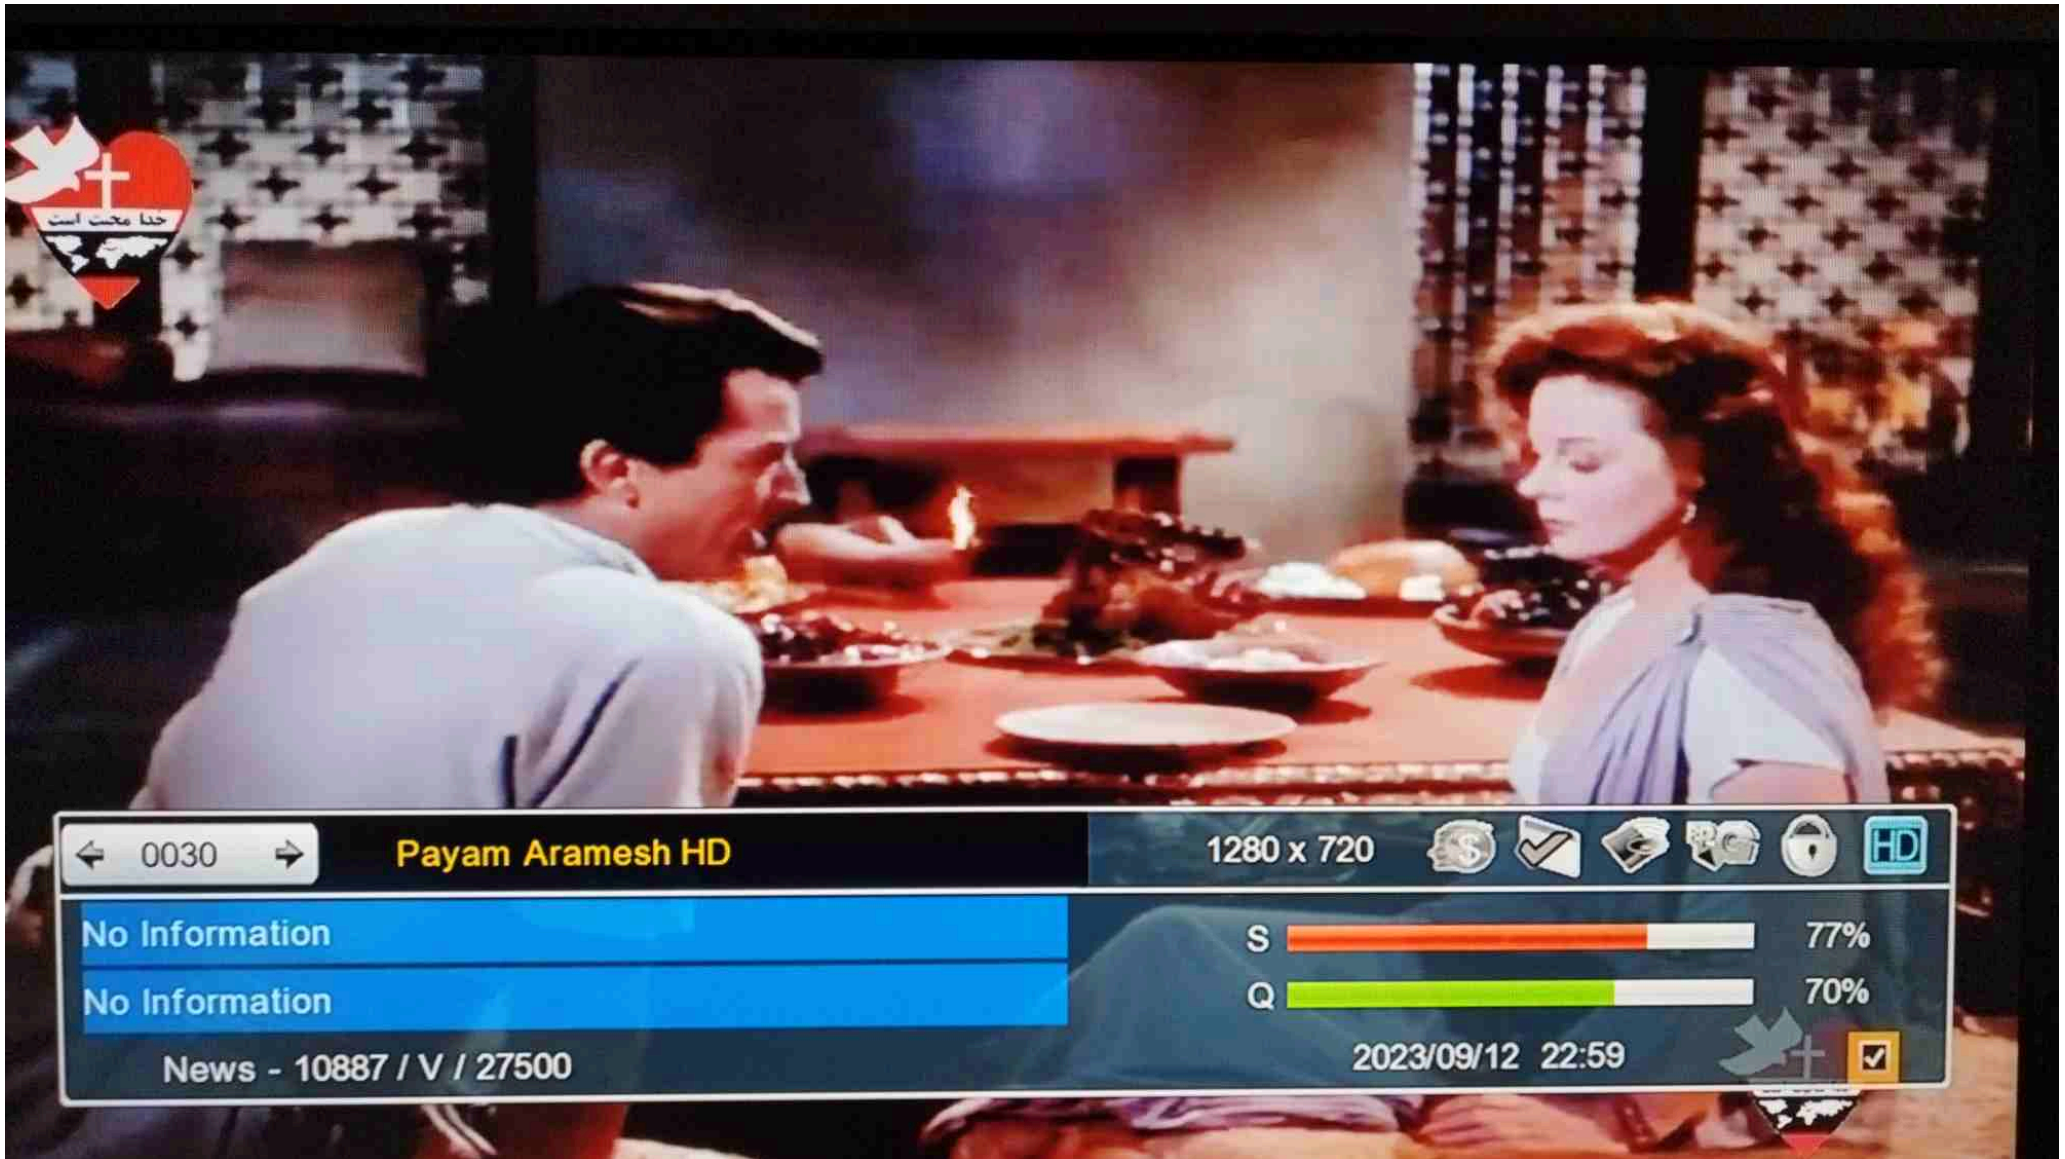 خدا محبت است
0030
Payam Aramesh HD
1280 x 720
HD
No Information
S 77%
No Information
Q 70%
News - 10887 / V / 27500
2023/09/12 22:59